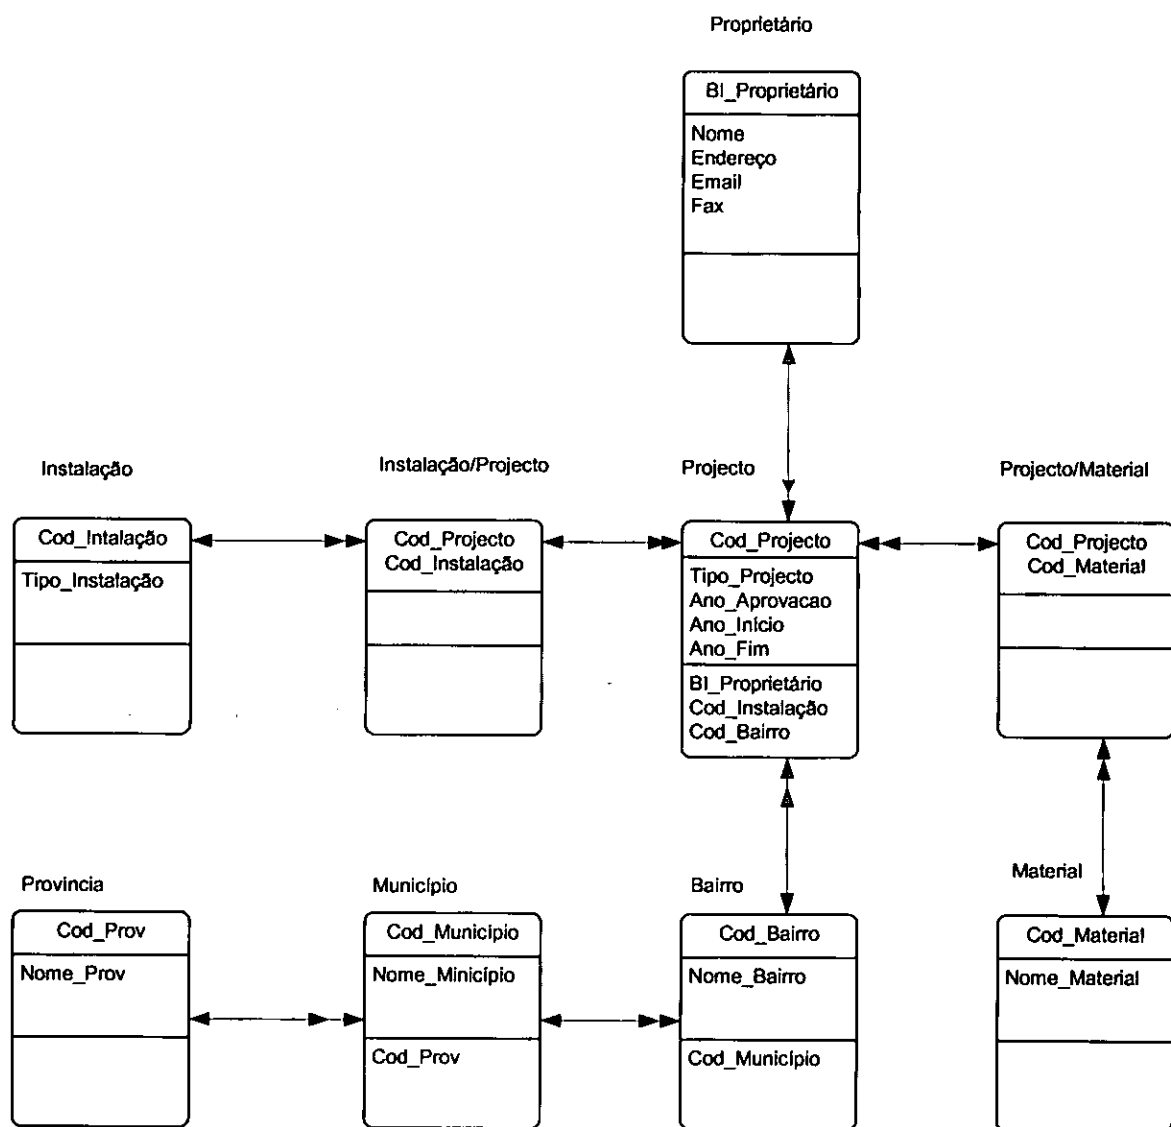 Proprietário
BI_Proprietário
Nome
Endereço
Email
Fax
Instalação
Instalação/Projecto
Projecto
Projecto/Material
Cod_Intalação
Tipo_Instalação
Cod_Projecto
Cod_Instalação
Cod_Projecto
Tipo_Projecto
Ano_Aprovacao
Ano_Início
Ano_Fim
BI_Proprietário
Cod_Instalação
Cod_Bairro
Cod_Projecto
Cod_Material
Provincia
Município
Bairro
Material
Cod_Prov
Nome_Prov
Cod_Município
Nome_Minicípio
Cod_Prov
Cod_Bairro
Nome_Bairro
Cod_Município
Cod_Material
Nome_Material